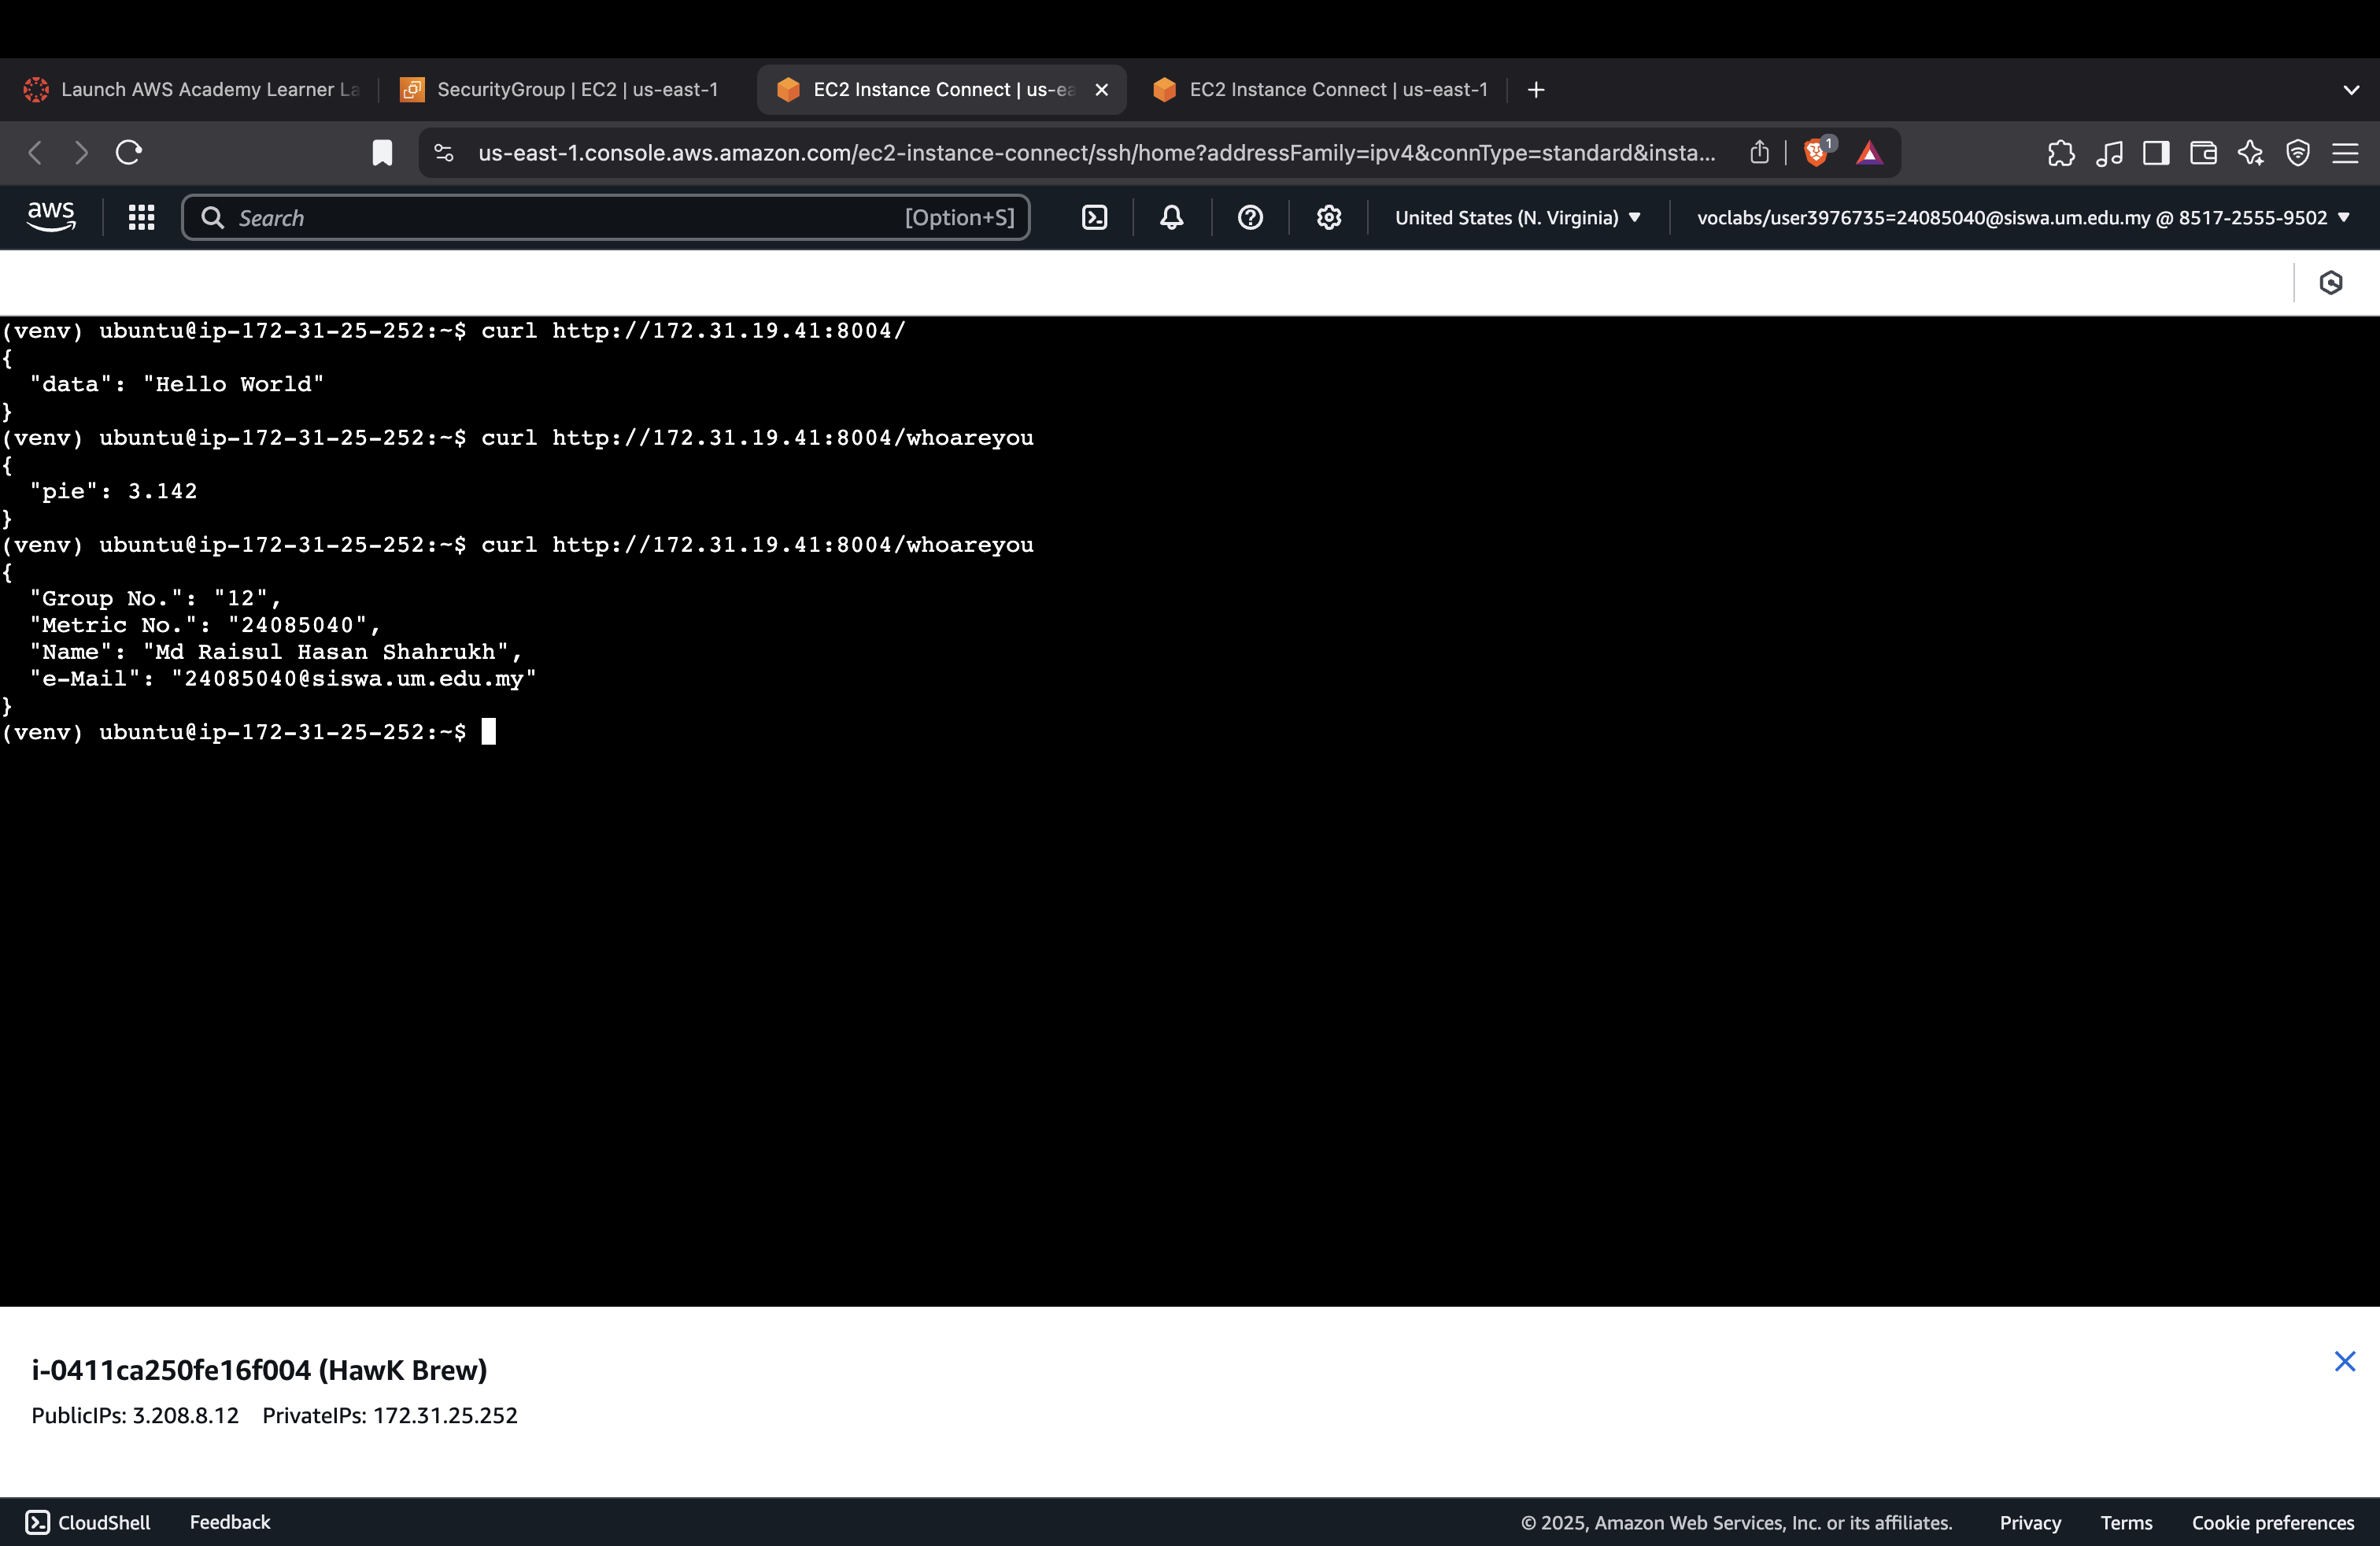 Launch AWS Academy Learner La
SecurityGroup | EC2 | us-east-1
EC2 Instance Connect | us-ea
EC2 Instance Connect | us-east-1
us-east-1.console.aws.amazon.com/ec2-instance-connect/ssh/home?addressFamily=ipv4&connType=standard&insta...
1
aws
Search
[Option+S]
United States (N. Virginia)
voclabs/user3976735=24085040@siswa.um.edu.my @ 8517-2555-9502
(venv) ubuntu@ip-172-31-25-252:~$ curl http://172.31.19.41:8004/
{
  "data": "Hello World"
}
(venv) ubuntu@ip-172-31-25-252:~$ curl http://172.31.19.41:8004/whoareyou
{
  "pie": 3.142
}
(venv) ubuntu@ip-172-31-25-252:~$ curl http://172.31.19.41:8004/whoareyou
{
  "Group No.": "12",
  "Metric No.": "24085040",
  "Name": "Md Raisul Hasan Shahrukh",
  "e-Mail": "24085040@siswa.um.edu.my"
}
(venv) ubuntu@ip-172-31-25-252:~$
i-0411ca250fe16f004 (HawK Brew)
PublicIPs: 3.208.8.12 PrivateIPs: 172.31.25.252
CloudShell
Feedback
© 2025, Amazon Web Services, Inc. or its affiliates.
Privacy
Terms
Cookie preferences